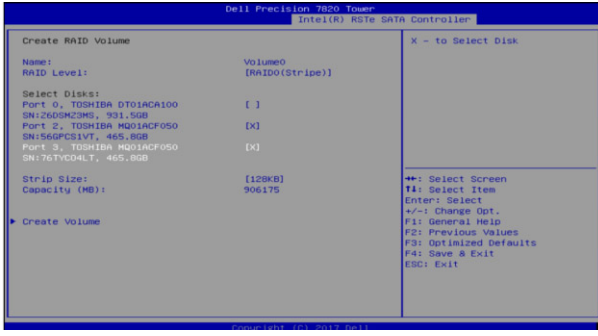 Dell Precision 7820 Tower
Intel(R) RSTe SATA Controller
Create RAID Volume
Name: Volume0
RAID Level: [RAID0(Stripe)]
Select Disks:
Port 0, TOSHIBA DT01ACA100 [ ]
SN:Z6DSMZ3MS, 931.5GB
Port 2, TOSHIBA MQ01ACF050 [X]
SN:56GPCS1VT, 465.8GB
Port 3, TOSHIBA MQ01ACF050 [X]
SN:76TYC04LT, 465.8GB
Strip Size: [128KB]
Capacity (MB): 906175
Create Volume
X - to Select Disk
→←: Select Screen
↑↓: Select Item
Enter: Select
+/-: Change Opt.
F1: General Help
F2: Previous Values
F3: Optimized Defaults
F4: Save & Exit
ESC: Exit
Copyright (C) 2017 Dell